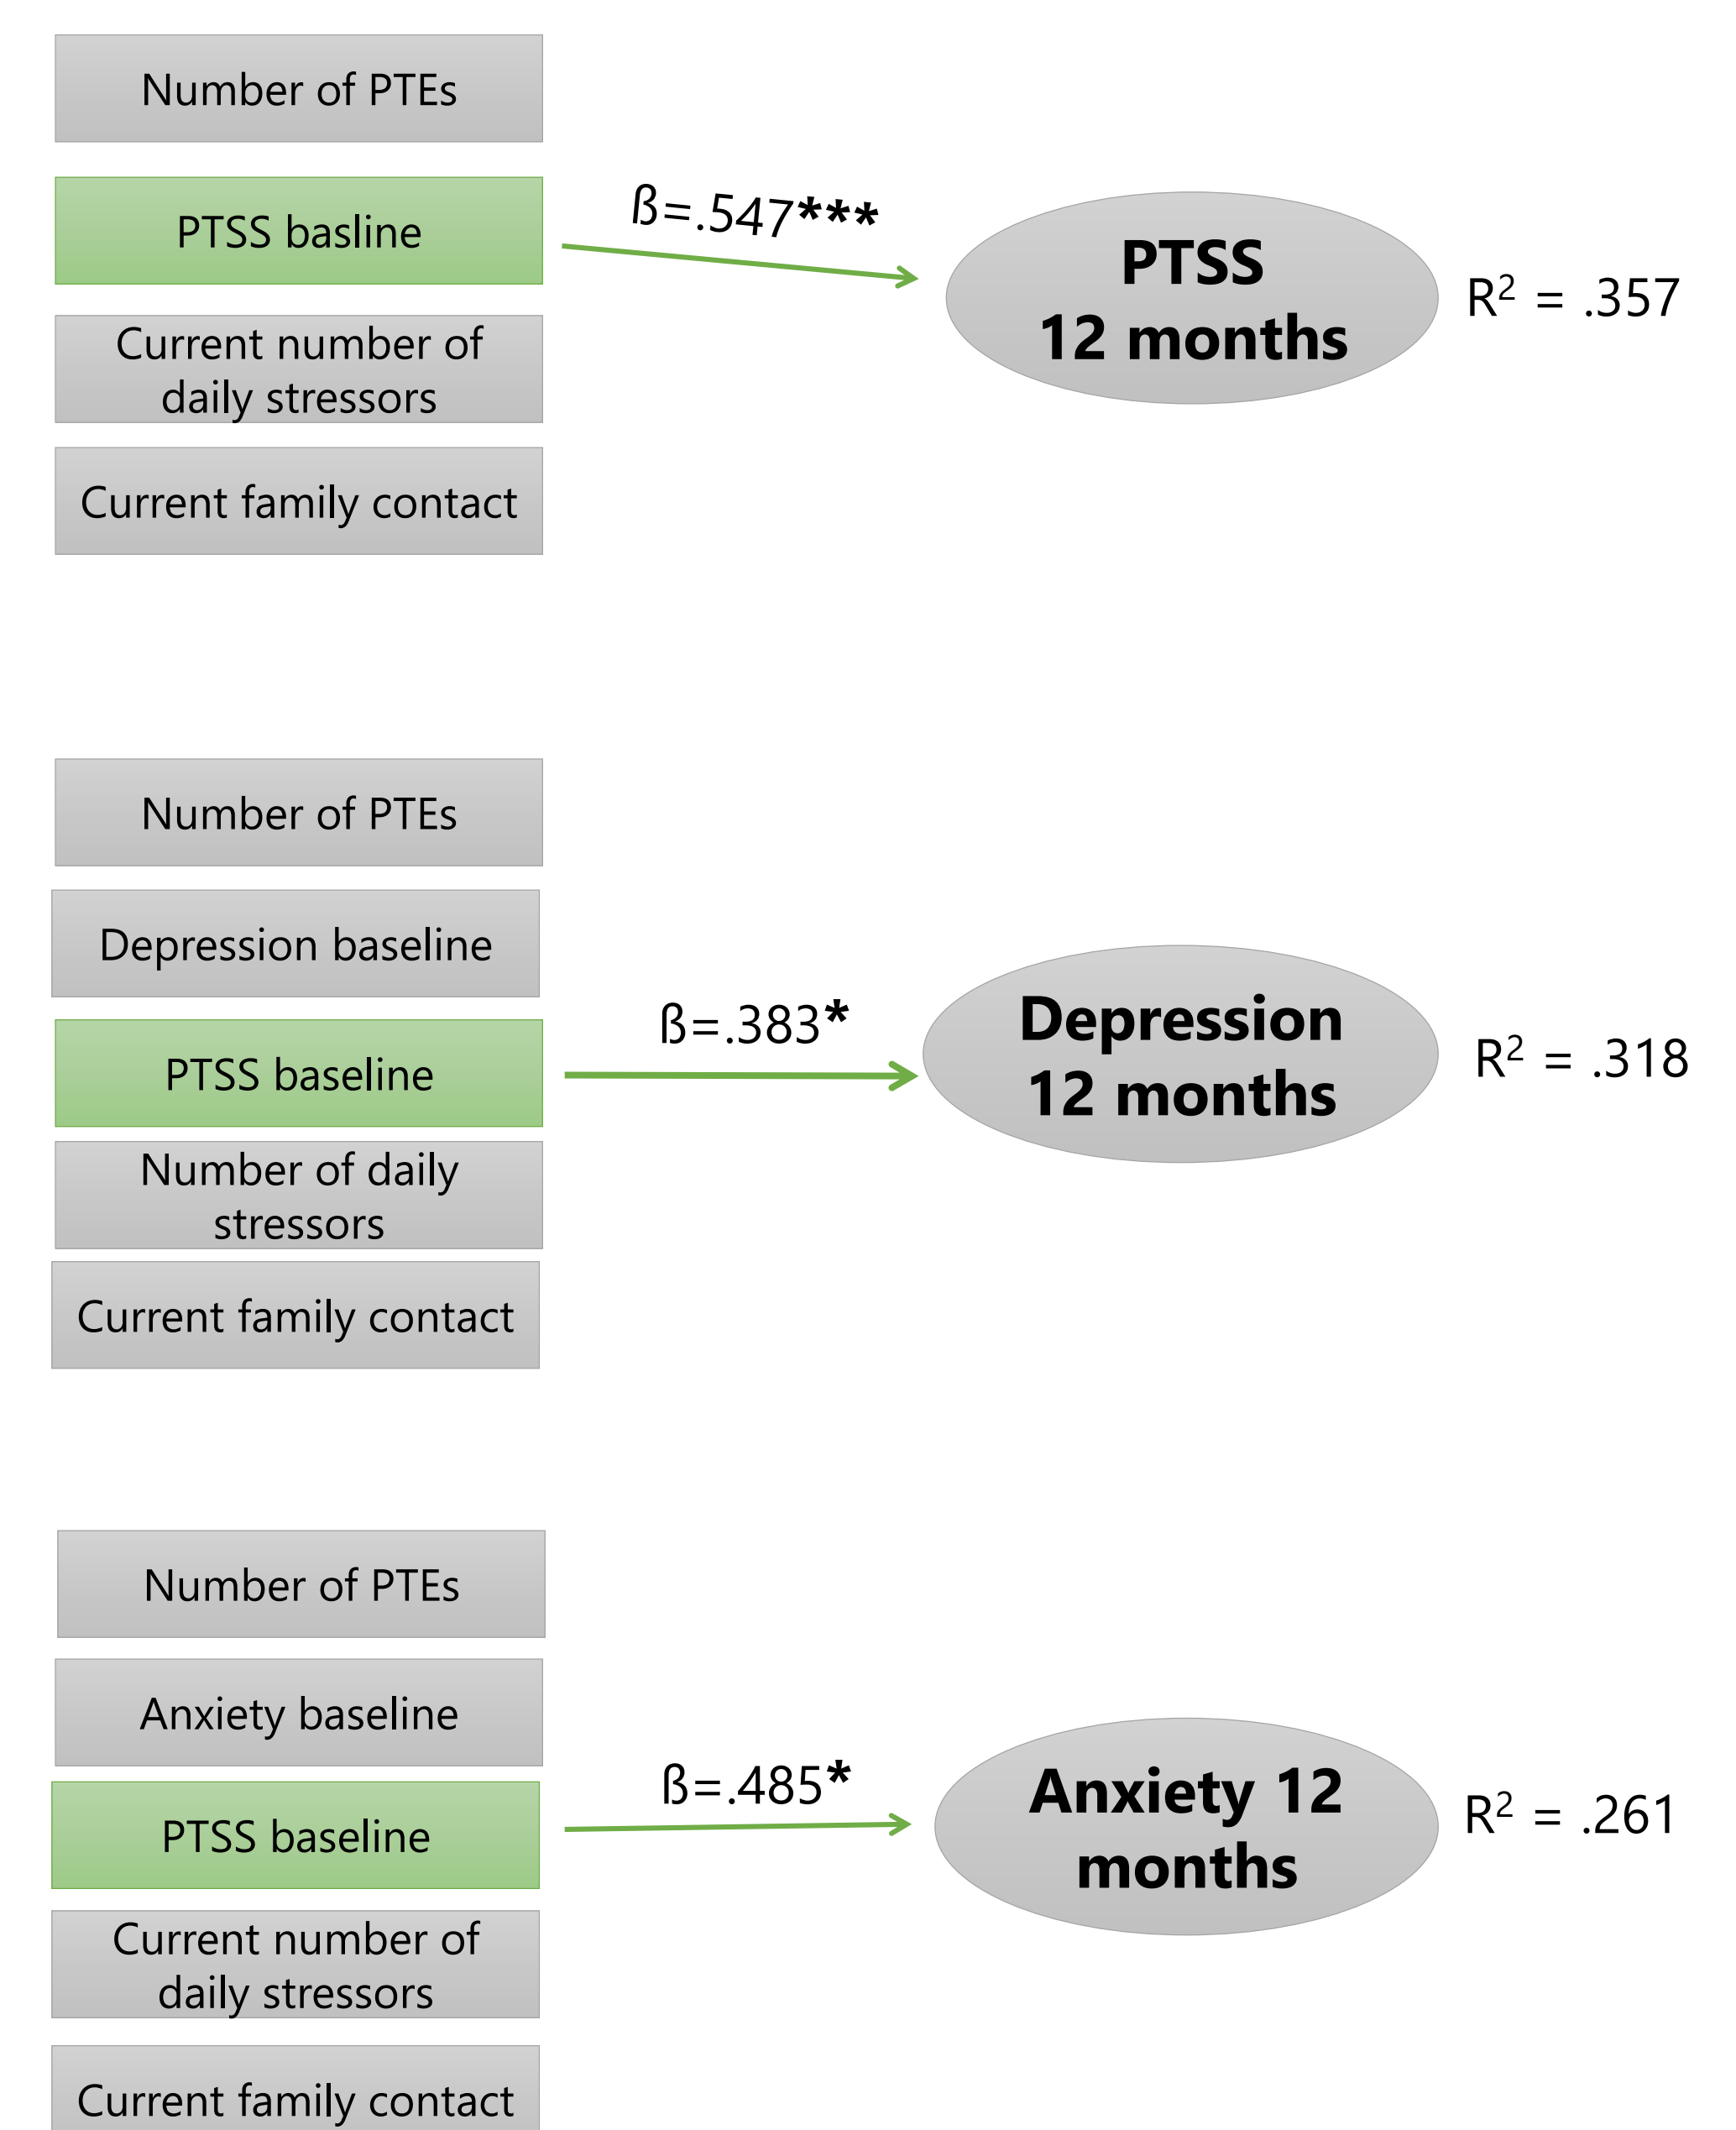 Number of PTEs
PTSS basline
ß=.547***
PTSS
12 months
R² = .357
Current number of
daily stressors
Current family contact
Number of PTEs
Depression baseline
PTSS baseline
ß=.383*
Depression
12 months
R² = .318
Number of daily
stressors
Current family contact
Number of PTEs
Anxiety baseline
PTSS baseline
ß=.485*
Anxiety 12
months
R² = .261
Current number of
daily stressors
Current family contact